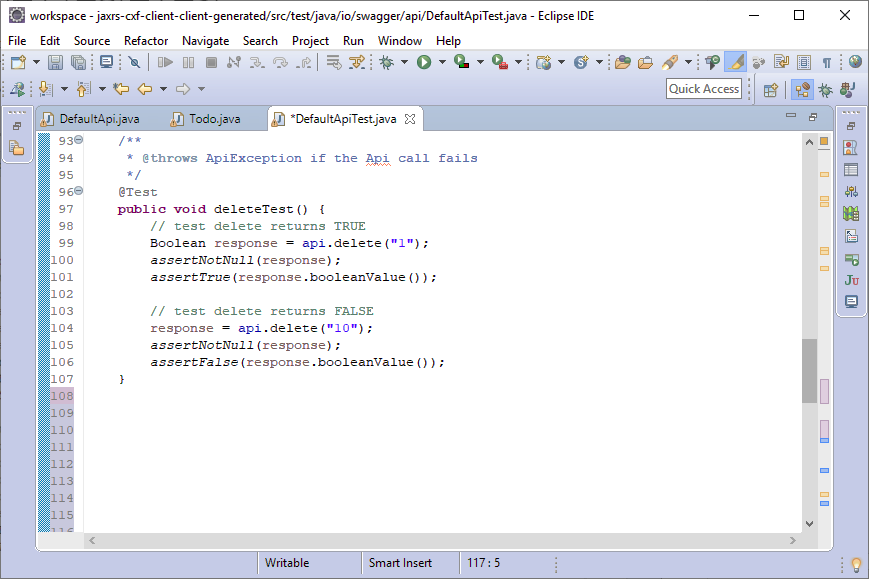 workspace - jaxrs-cxf-client-client-generated/src/test/java/io/swagger/api/DefaultApiTest.java - Eclipse IDE
File Edit Source Refactor Navigate Search Project Run Window Help
Quick Access
DefaultApi.java Todo.java *DefaultApiTest.java
93 /**
94 * @throws ApiException if the Api call fails
95 */
96 @Test
97 public void deleteTest() {
98 // test delete returns TRUE
99 Boolean response = api.delete("1");
100 assertNotNull(response);
101 assertTrue(response.booleanValue());
102
103 // test delete returns FALSE
104 response = api.delete("10");
105 assertNotNull(response);
106 assertFalse(response.booleanValue());
107 }
108
109
110
111
112
113
114
115
116
Ju
Writable Smart Insert 117 : 5